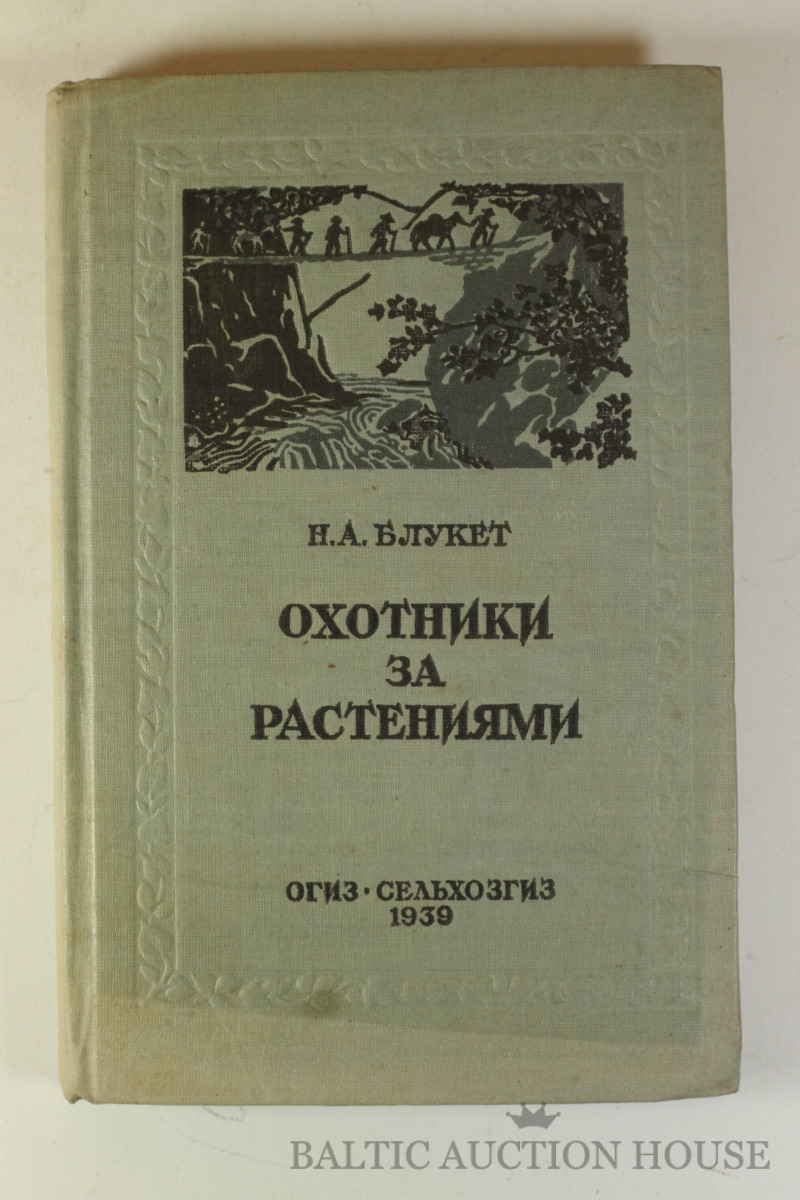 Н.А. БЛУКЕТ
ОХОТНИКИ
ЗА
РАСТЕНИЯМИ
ОГИЗ · СЕЛЬХОЗГИЗ
1939
BALTIC AUCTION HOUSE